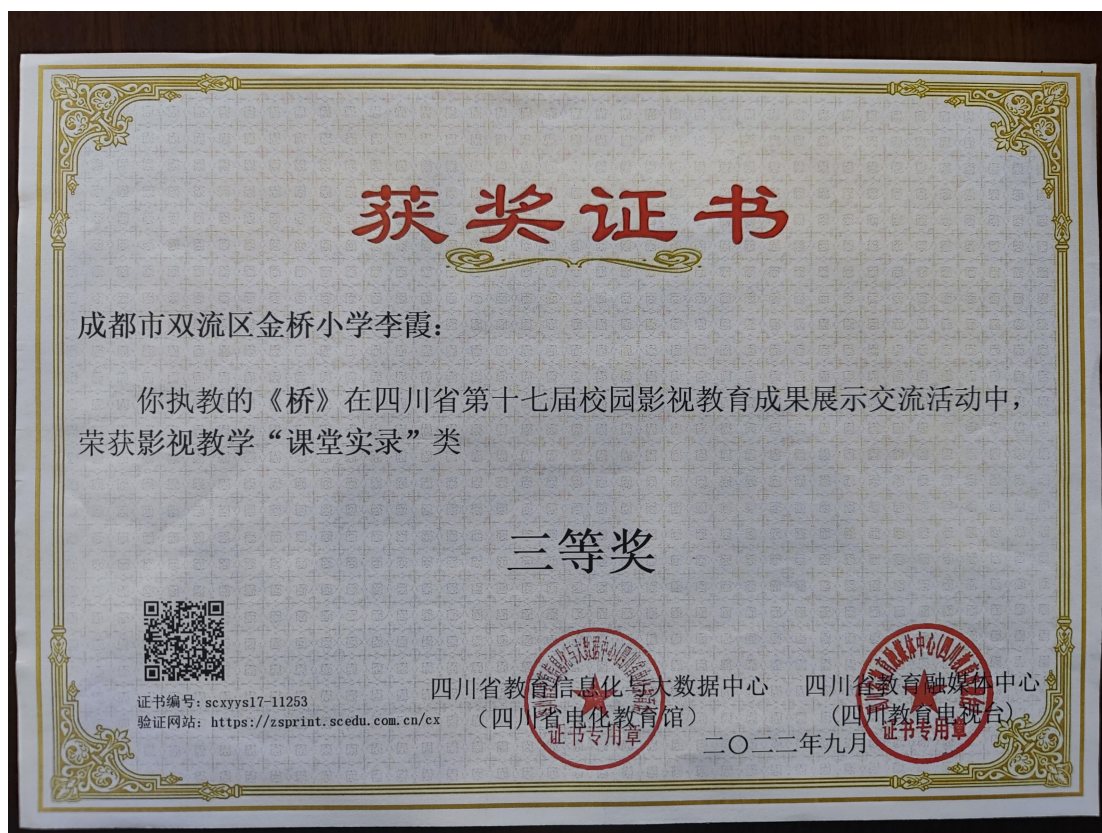 获奖证书
成都市双流区金桥小学李霞：
你执教的《桥》在四川省第十七届校园影视教育成果展示交流活动中，
荣获影视教学“课堂实录”类
三等奖
证书编号：scxyys17-11253
验证网站：https://zsprint.scedu.com.cn/cx
四川省教育信息化与大数据中心
（四川省电化教育馆）
四川省教育融媒体中心
（四川教育电视台）
二〇二二年九月
证书专用章
证书专用章